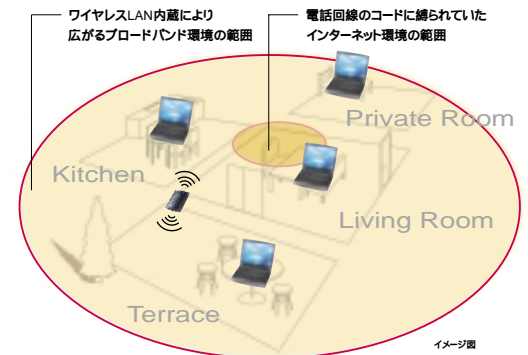 ワイヤレスLAN内蔵により
広がるブロードバンド環境の範囲
電話回線のコードに縛られていた
インターネット環境の範囲
Private Room
Kitchen
Living Room
Terrace
イメージ図